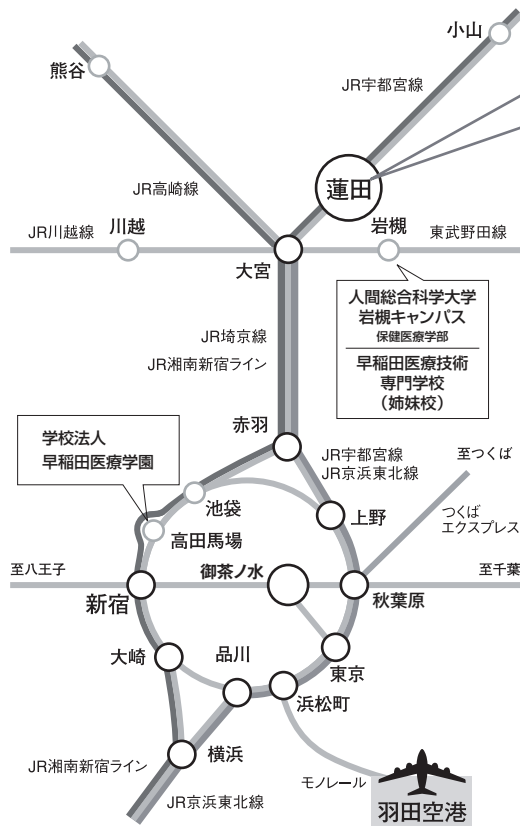 小山
熊谷
JR宇都宮線
蓮田
JR高崎線
JR川越線
川越
岩槻
東武野田線
大宮
人間総合科学大学
岩槻キャンパス
保健医療学部
早稲田医療技術
専門学校
（姉妹校）
JR埼京線
JR湘南新宿ライン
赤羽
学校法人
早稲田医療学園
JR宇都宮線
JR京浜東北線
至つくば
池袋
上野
つくば
エクスプレス
高田馬場
至八王子
御茶ノ水
至千葉
新宿
秋葉原
大崎
品川
東京
浜松町
横浜
JR湘南新宿ライン
モノレール
JR京浜東北線
羽田空港